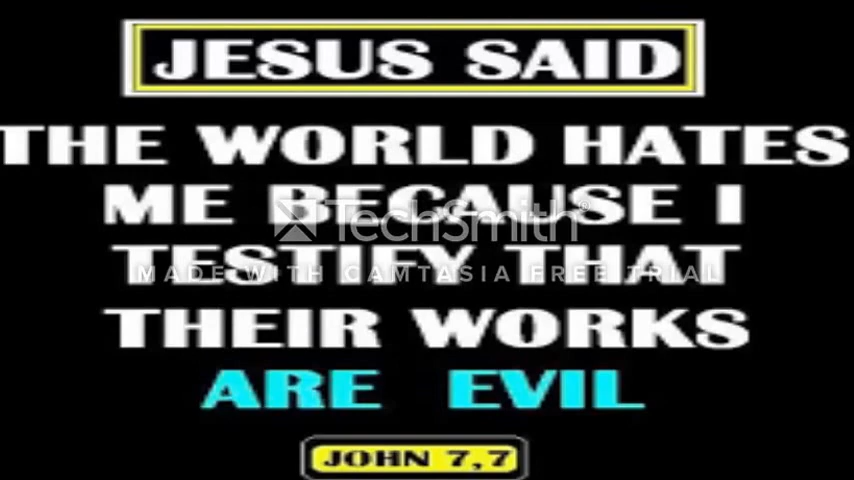 JESUS SAID
THE WORLD HATES
ME BECAUSE I
TechSmith®
TESTIFY THAT
MADE WITH CAMTASIA FREE TRIAL
THEIR WORKS
ARE EVIL
JOHN 7,7